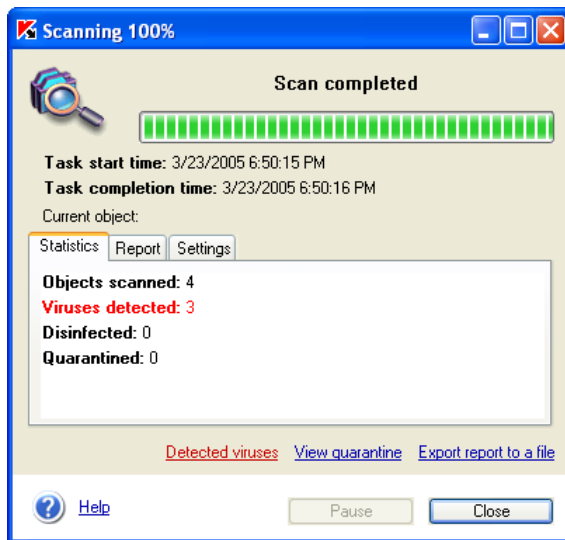 Scanning 100%
Scan completed
Task start time: 3/23/2005 6:50:15 PM
Task completion time: 3/23/2005 6:50:16 PM
Current object:
Statistics Report Settings
Objects scanned: 4
Viruses detected: 3
Disinfected: 0
Quarantined: 0
Detected viruses View quarantine Export report to a file
Help Pause Close